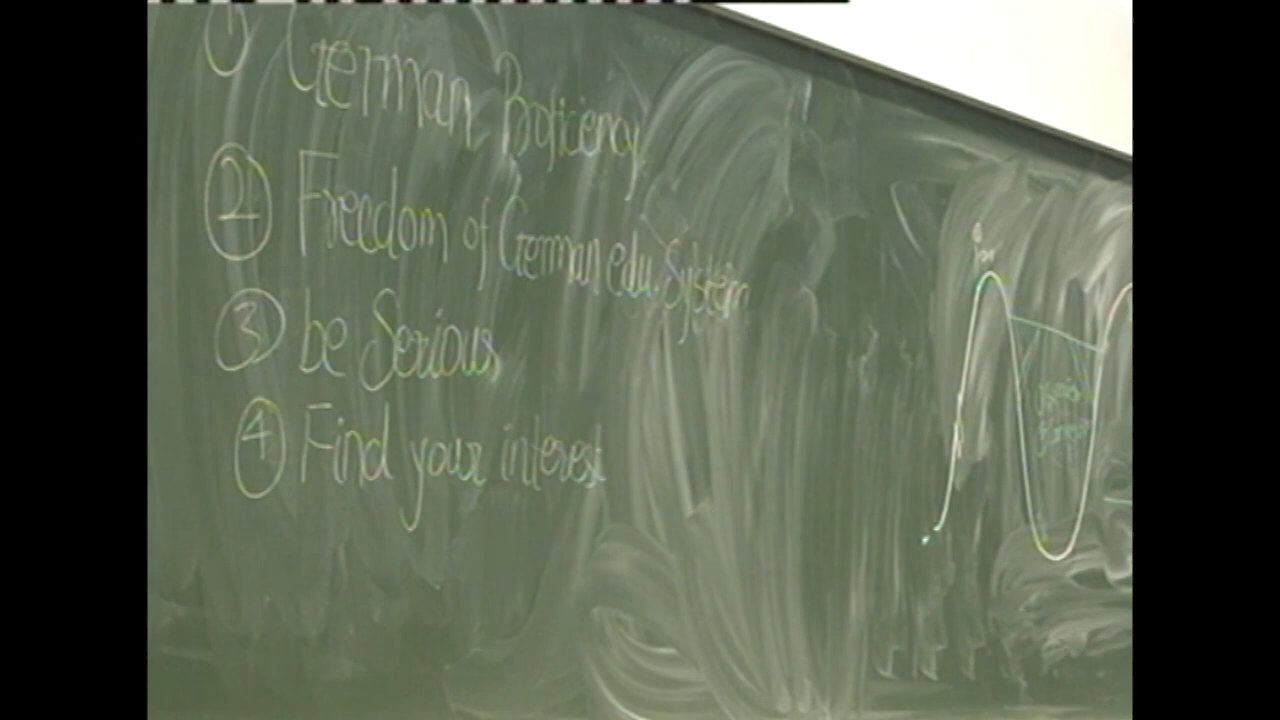 ① German Proficiency
② Freedom of German edu. System
③ be Serious
④ Find your interest